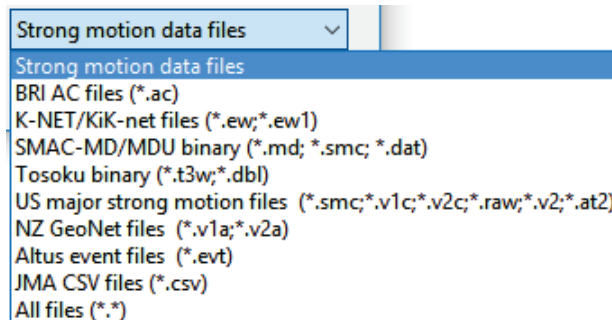 Strong motion data files
Strong motion data files
BRI AC files (*.ac)
K-NET/KiK-net files (*.ew;*.ew1)
SMAC-MD/MDU binary (*.md; *.smc; *.dat)
Tosoku binary (*.t3w;*.dbl)
US major strong motion files (*.smc;*.v1c;*.v2c;*.raw;*.v2;*.at2)
NZ GeoNet files (*.v1a;*.v2a)
Altus event files (*.evt)
JMA CSV files (*.csv)
All files (*.*)